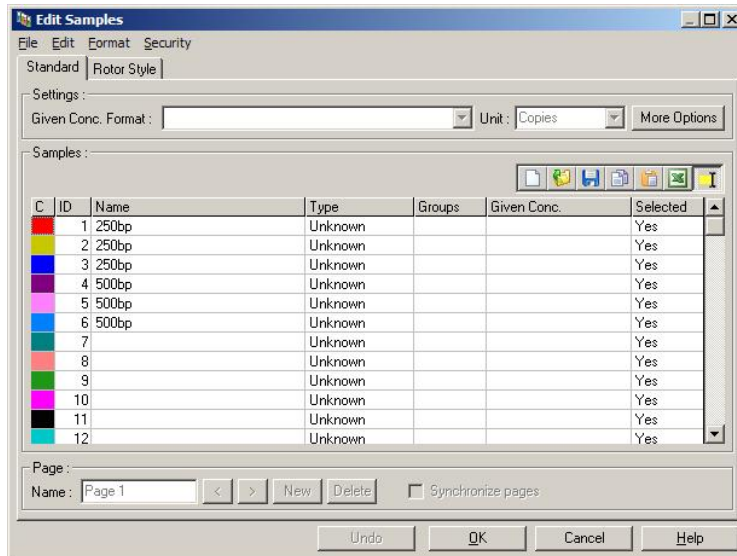 Edit Samples
File Edit Format Security
Standard Rotor Style
Settings :
Given Conc. Format : Unit : Copies More Options
Samples :
C ID Name Type Groups Given Conc. Selected
1 250bp Unknown Yes
2 250bp Unknown Yes
3 250bp Unknown Yes
4 500bp Unknown Yes
5 500bp Unknown Yes
6 500bp Unknown Yes
7 Unknown Yes
8 Unknown Yes
9 Unknown Yes
10 Unknown Yes
11 Unknown Yes
12 Unknown Yes
Page :
Name : Page 1 < > New Delete Synchronize pages
Undo OK Cancel Help